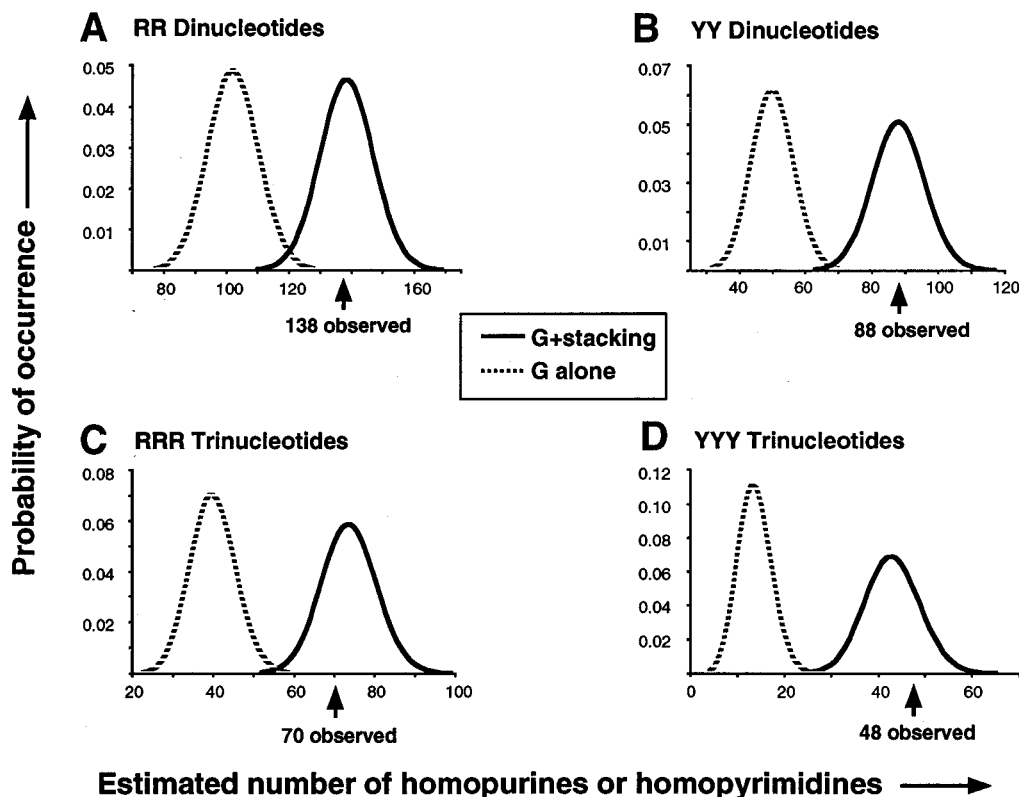 A RR Dinucleotides
0.05
0.04
0.03
0.02
0.01
80 100 120 140 160
138 observed
B YY Dinucleotides
0.07
0.05
0.03
0.01
40 60 80 100 120
88 observed
G+stacking
G alone
C RRR Trinucleotides
0.08
0.06
0.04
0.02
20 40 60 80 100
70 observed
D YYY Trinucleotides
0.12
0.10
0.08
0.06
0.04
0.02
0 20 40 60
48 observed
Probability of occurrence
Estimated number of homopurines or homopyrimidines